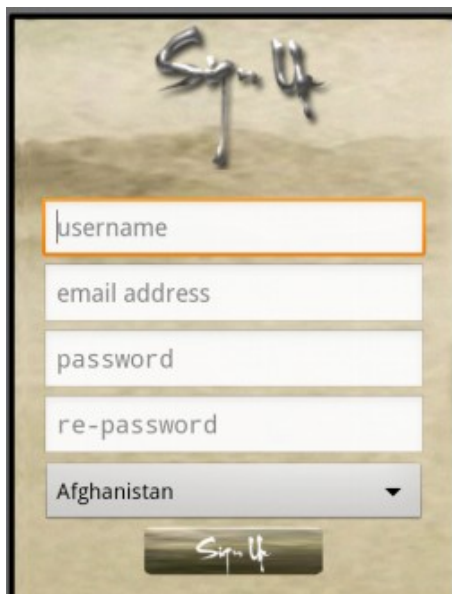 Sign Up
username
email address
password
re-password
Afghanistan
Sign Up